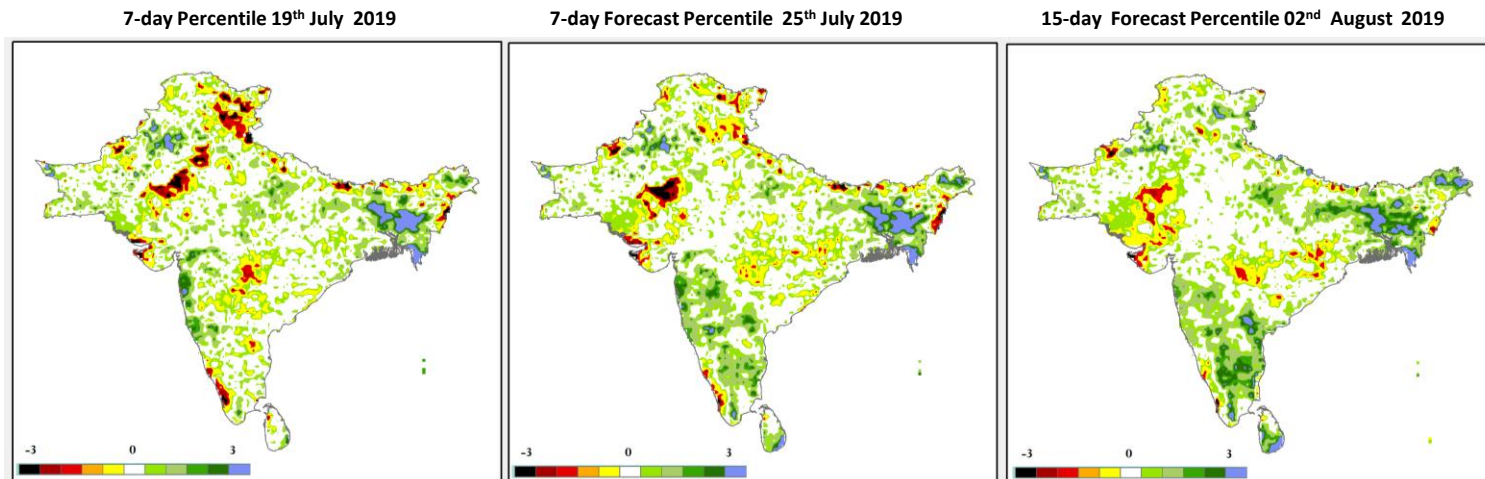 7-day Percentile 19th July 2019
7-day Forecast Percentile 25th July 2019
15-day Forecast Percentile 02nd August 2019
-3 0 3
-3 0 3
-3 0 3